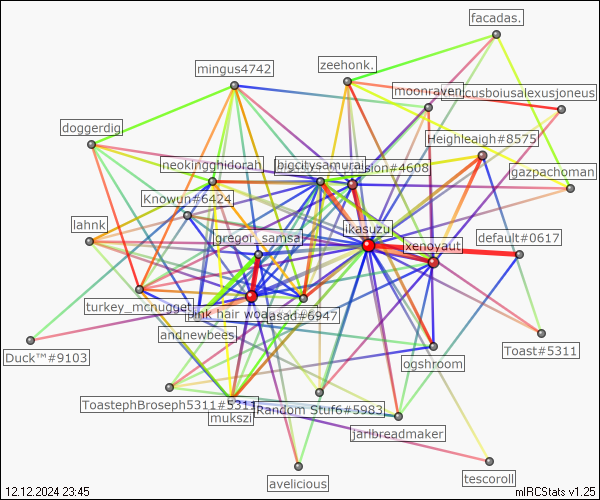 facadas.
zeehonk.
mingus4742
moonraven
cusboiusalexusjoneus
doggerdig
Heighleaigh#8575
neokingghidorah
bigcitysamurai
sion#4608
gazpachoman
Knowun#6424
lahnk
ikasuzu
gregor_samsa
xenoyaut
default#0617
turkey_mcnugget
pink hair woa
asad#6947
andnewbees
Toast#5311
Duck™#9103
ogshroom
ToastephBroseph5311#5311
Random Stuf6#5983
mukszi
jarlbreadmaker
avelicious
tescoroll
12.12.2024 23:45
mIRCStats v1.25